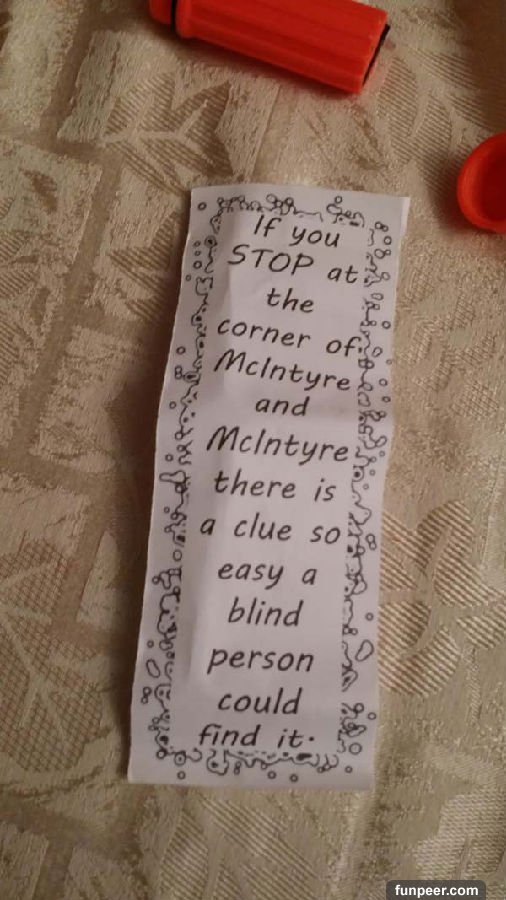 If you
STOP at
the
corner of
McIntyre
and
McIntyre
there is
a clue so
easy a
blind
person
could
find it.
funpeer.com